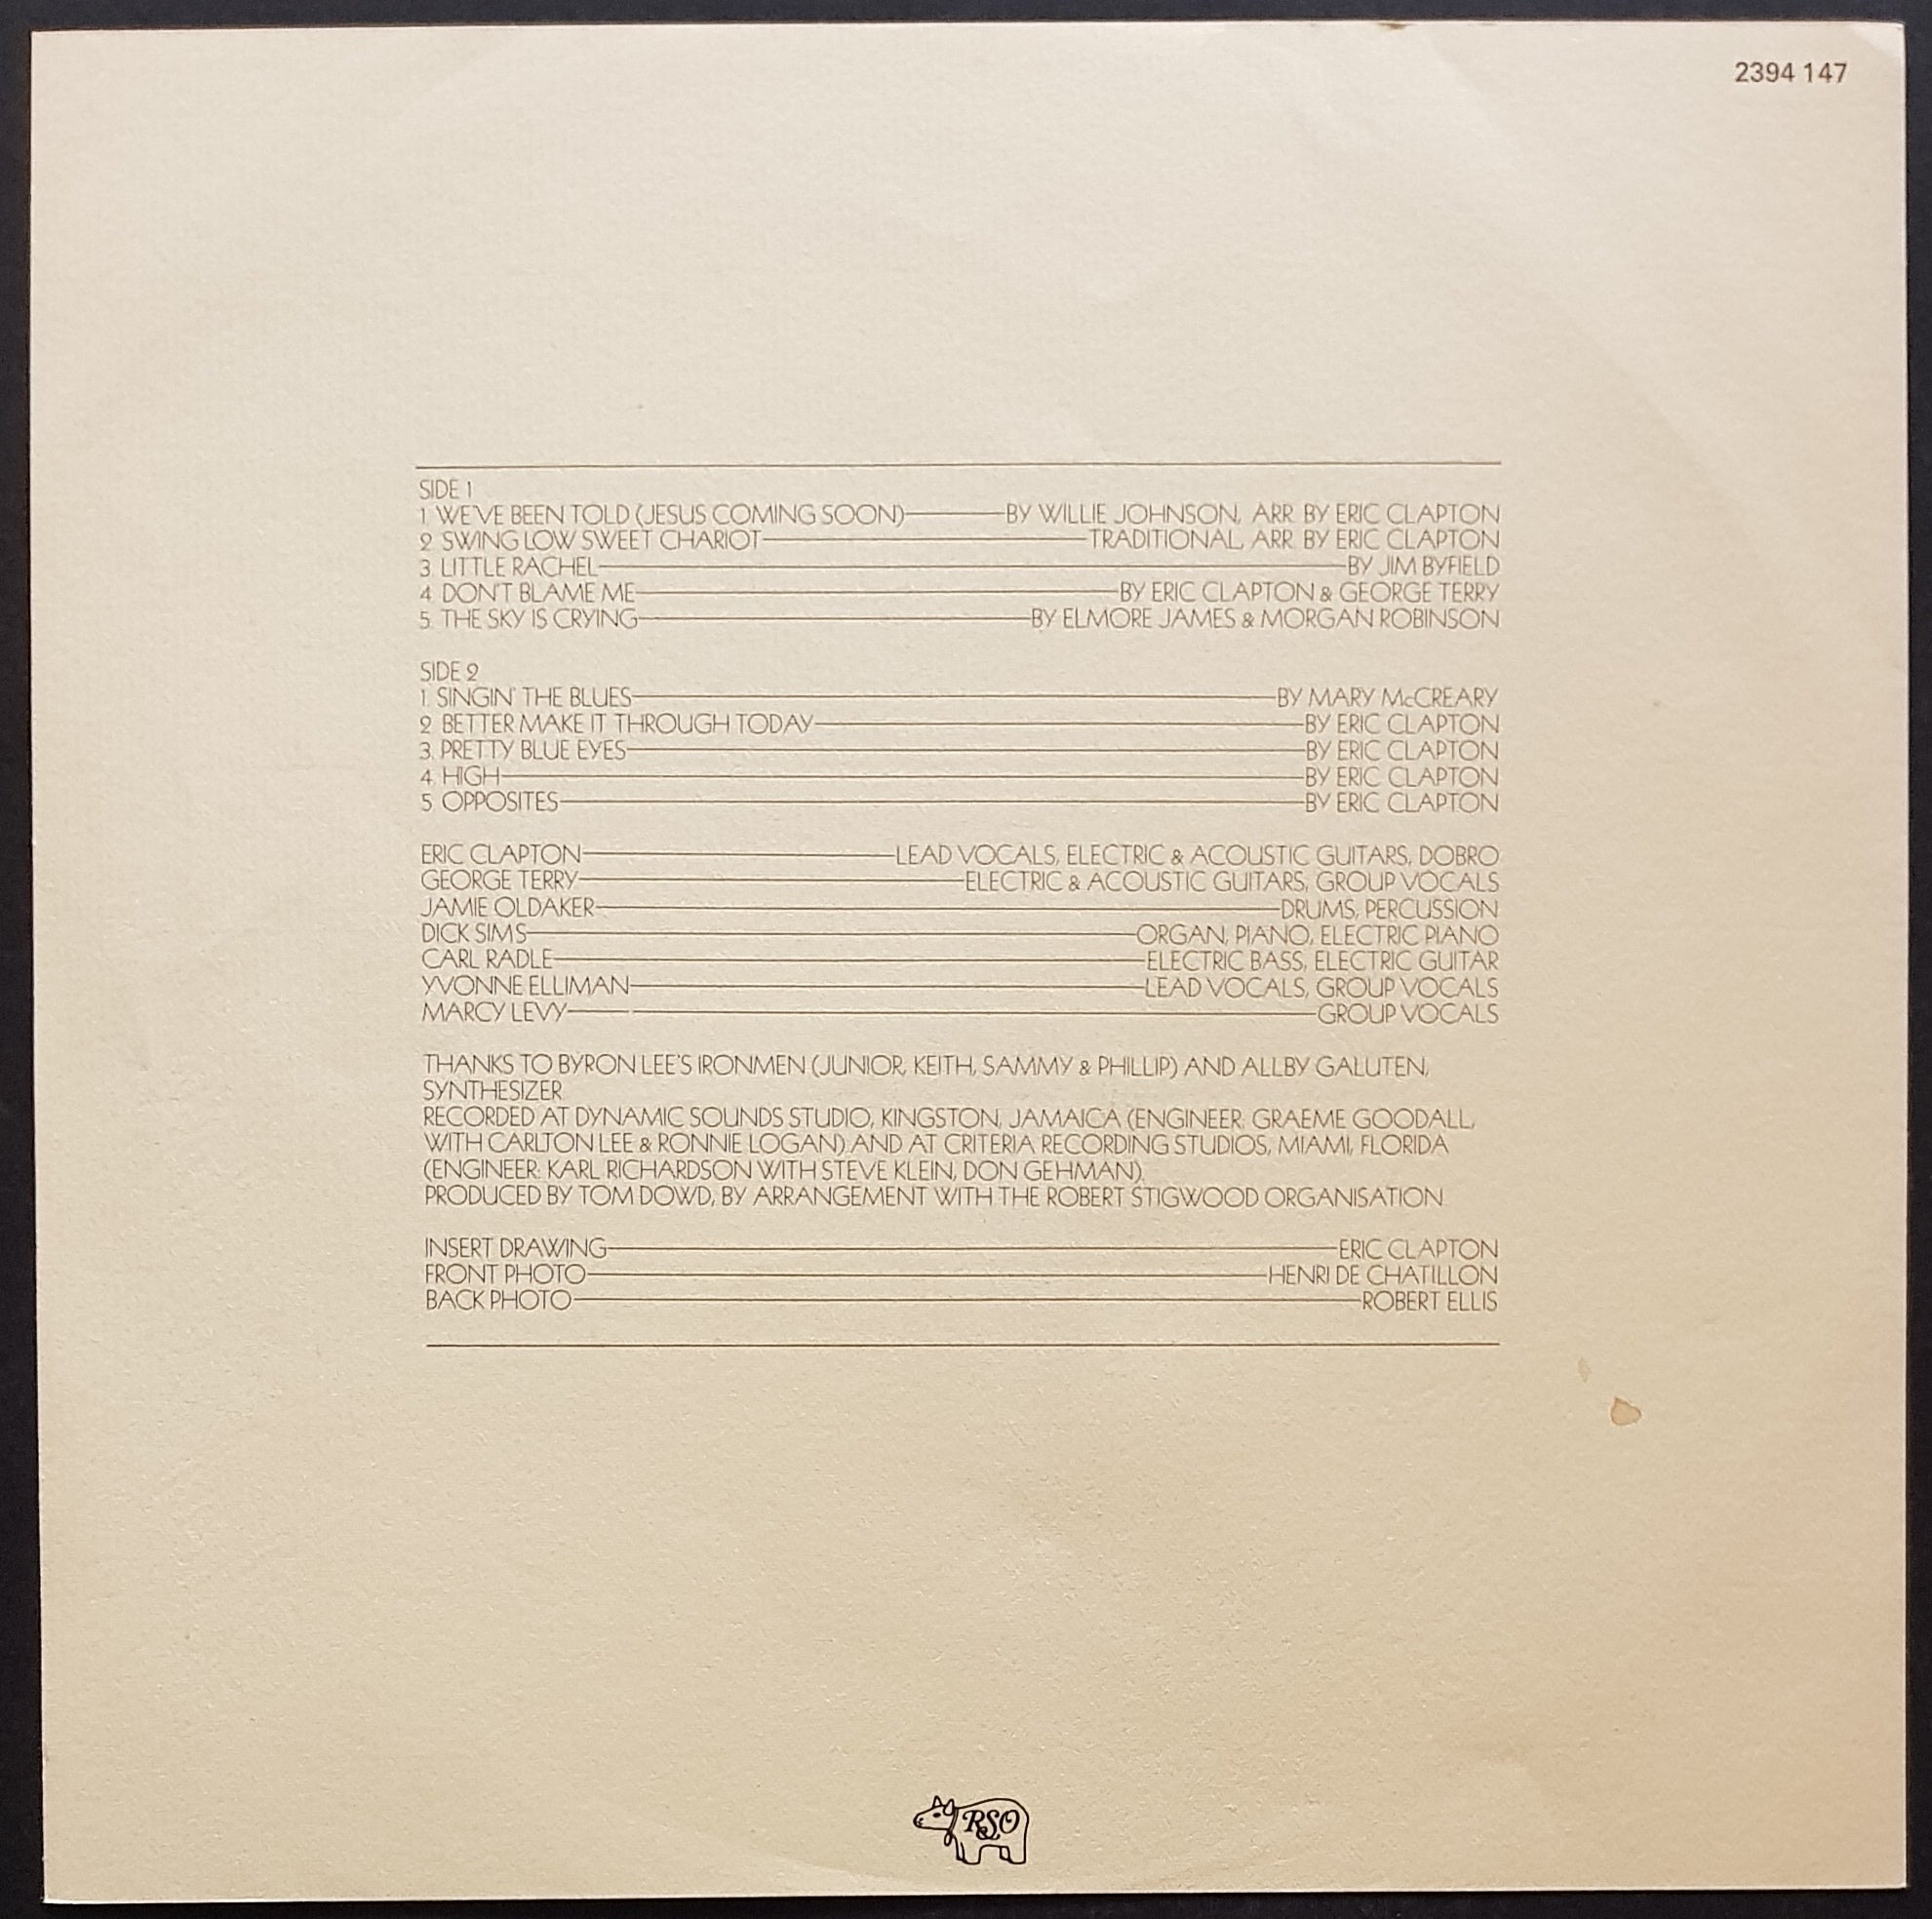 2394 147
SIDE 1
1. WE'VE BEEN TOLD (JESUS COMING SOON)—BY WILLIE JOHNSON, ARR. BY ERIC CLAPTON
2. SWING LOW SWEET CHARIOT—TRADITIONAL, ARR. BY ERIC CLAPTON
3. LITTLE RACHEL—BY JIM BYFIELD
4. DON'T BLAME ME—BY ERIC CLAPTON & GEORGE TERRY
5. THE SKY IS CRYING—BY ELMORE JAMES & MORGAN ROBINSON
SIDE 2
1. SINGIN' THE BLUES—BY MARY McCREARY
2. BETTER MAKE IT THROUGH TODAY—BY ERIC CLAPTON
3. PRETTY BLUE EYES—BY ERIC CLAPTON
4. HIGH—BY ERIC CLAPTON
5. OPPOSITES—BY ERIC CLAPTON
ERIC CLAPTON—LEAD VOCALS, ELECTRIC & ACOUSTIC GUITARS, DOBRO
GEORGE TERRY—ELECTRIC & ACOUSTIC GUITARS, GROUP VOCALS
JAMIE OLDAKER—DRUMS, PERCUSSION
DICK SIMS—ORGAN, PIANO, ELECTRIC PIANO
CARL RADLE—ELECTRIC BASS, ELECTRIC GUITAR
YVONNE ELLIMAN—LEAD VOCALS, GROUP VOCALS
MARCY LEVY—GROUP VOCALS
THANKS TO BYRON LEE'S IRONMEN (JUNIOR, KEITH, SAMMY & PHILLIP) AND ALLBY GALUTEN,
SYNTHESIZER
RECORDED AT DYNAMIC SOUNDS STUDIO, KINGSTON, JAMAICA (ENGINEER: GRAEME GOODALL,
WITH CARLTON LEE & RONNIE LOGAN) AND AT CRITERIA RECORDING STUDIOS, MIAMI, FLORIDA
(ENGINEER: KARL RICHARDSON WITH STEVE KLEIN, DON GEHMAN).
PRODUCED BY TOM DOWD, BY ARRANGEMENT WITH THE ROBERT STIGWOOD ORGANISATION
INSERT DRAWING—ERIC CLAPTON
FRONT PHOTO—HENRI DE CHATILLON
BACK PHOTO—ROBERT ELLIS
RSO